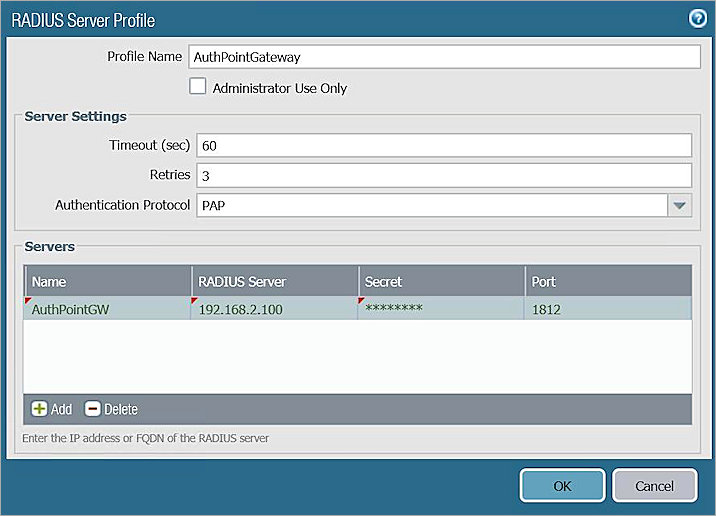 RADIUS Server Profile
Profile Name AuthPointGateway
Administrator Use Only
Server Settings
Timeout (sec) 60
Retries 3
Authentication Protocol PAP
Servers
Name RADIUS Server Secret Port
AuthPointGW 192.168.2.100 ******** 1812
Add Delete
Enter the IP address or FQDN of the RADIUS server
OK Cancel